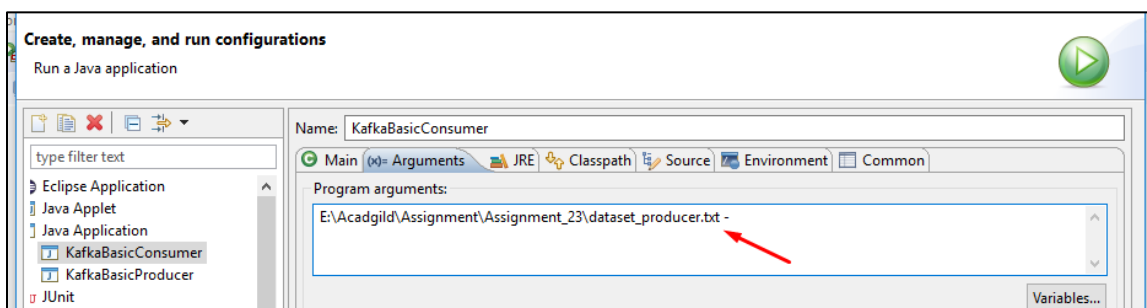 Create, manage, and run configurations
Run a Java application
Name: KafkaBasicConsumer
type filter text
Main (x)= Arguments JRE Classpath Source Environment Common
Eclipse Application
Java Applet
Java Application
KafkaBasicConsumer
KafkaBasicProducer
JUnit
Program arguments:
E:\Acadgild\Assignment\Assignment_23\dataset_producer.txt -
Variables...